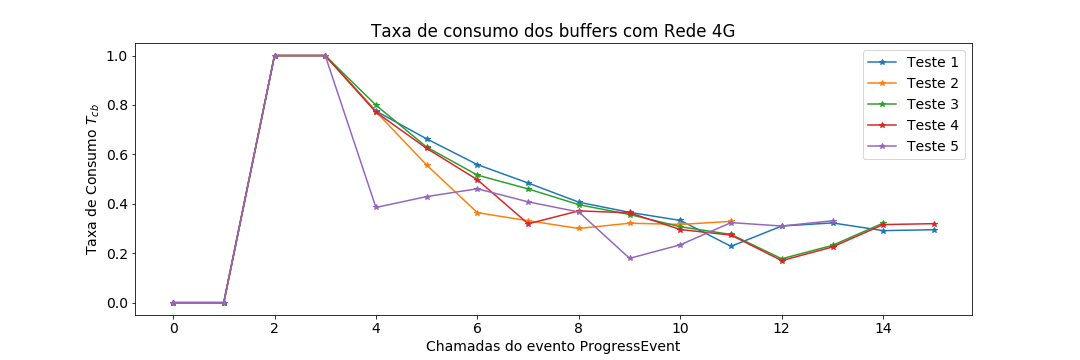 Taxa de consumo dos buffers com Rede 4G
Taxa de Consumo T_cb
1.0
0.8
0.6
0.4
0.2
0.0
Teste 1
Teste 2
Teste 3
Teste 4
Teste 5
0 2 4 6 8 10 12 14
Chamadas do evento ProgressEvent